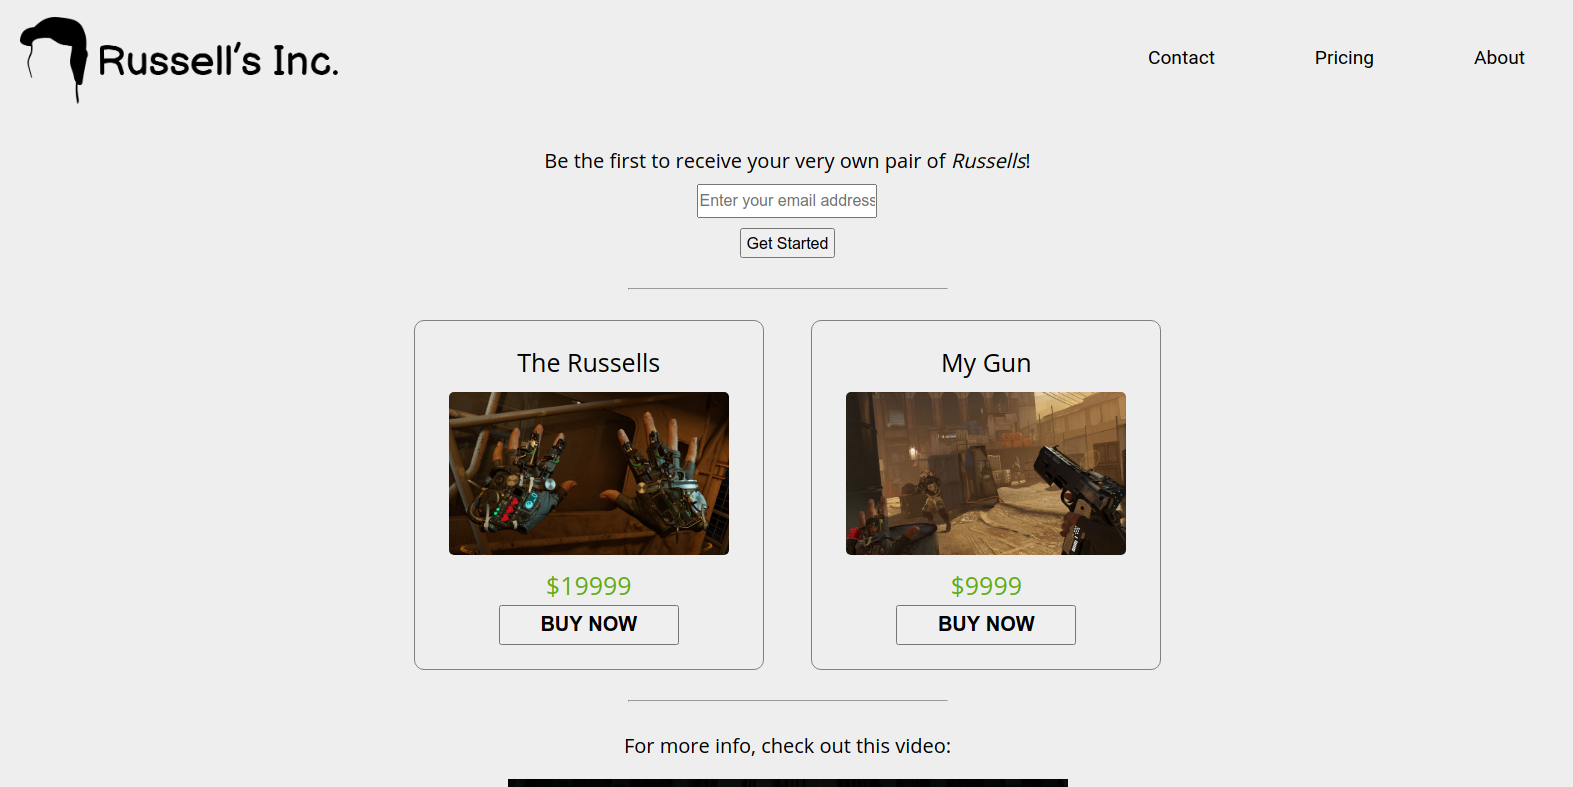 Russell's Inc.
Contact
Pricing
About
Be the first to receive your very own pair of Russells!
Enter your email address
Get Started
The Russells
My Gun
$19999
$9999
BUY NOW
BUY NOW
For more info, check out this video: